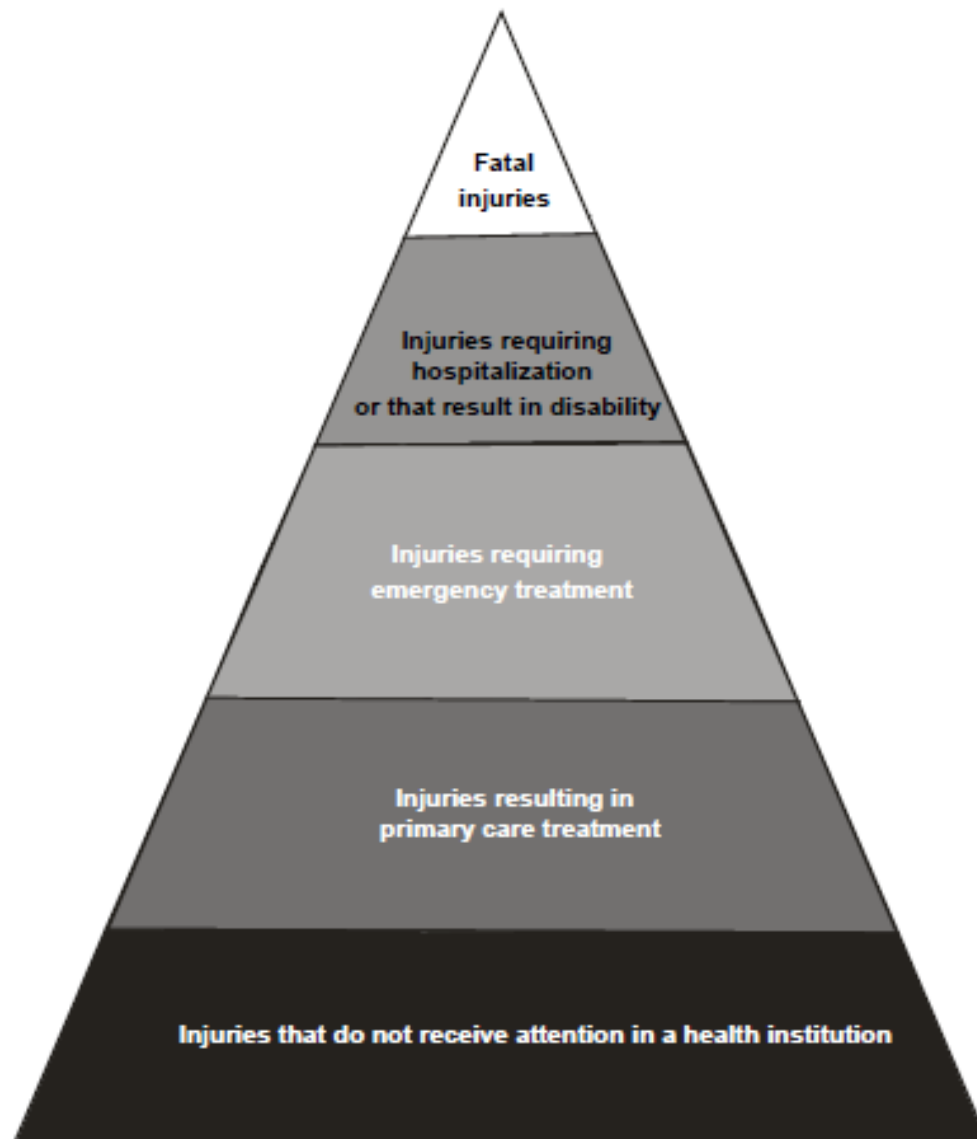 Fatal
injuries
Injuries requiring
hospitalization
or that result in disability
Injuries requiring
emergency treatment
Injuries resulting in
primary care treatment
Injuries that do not receive attention in a health institution